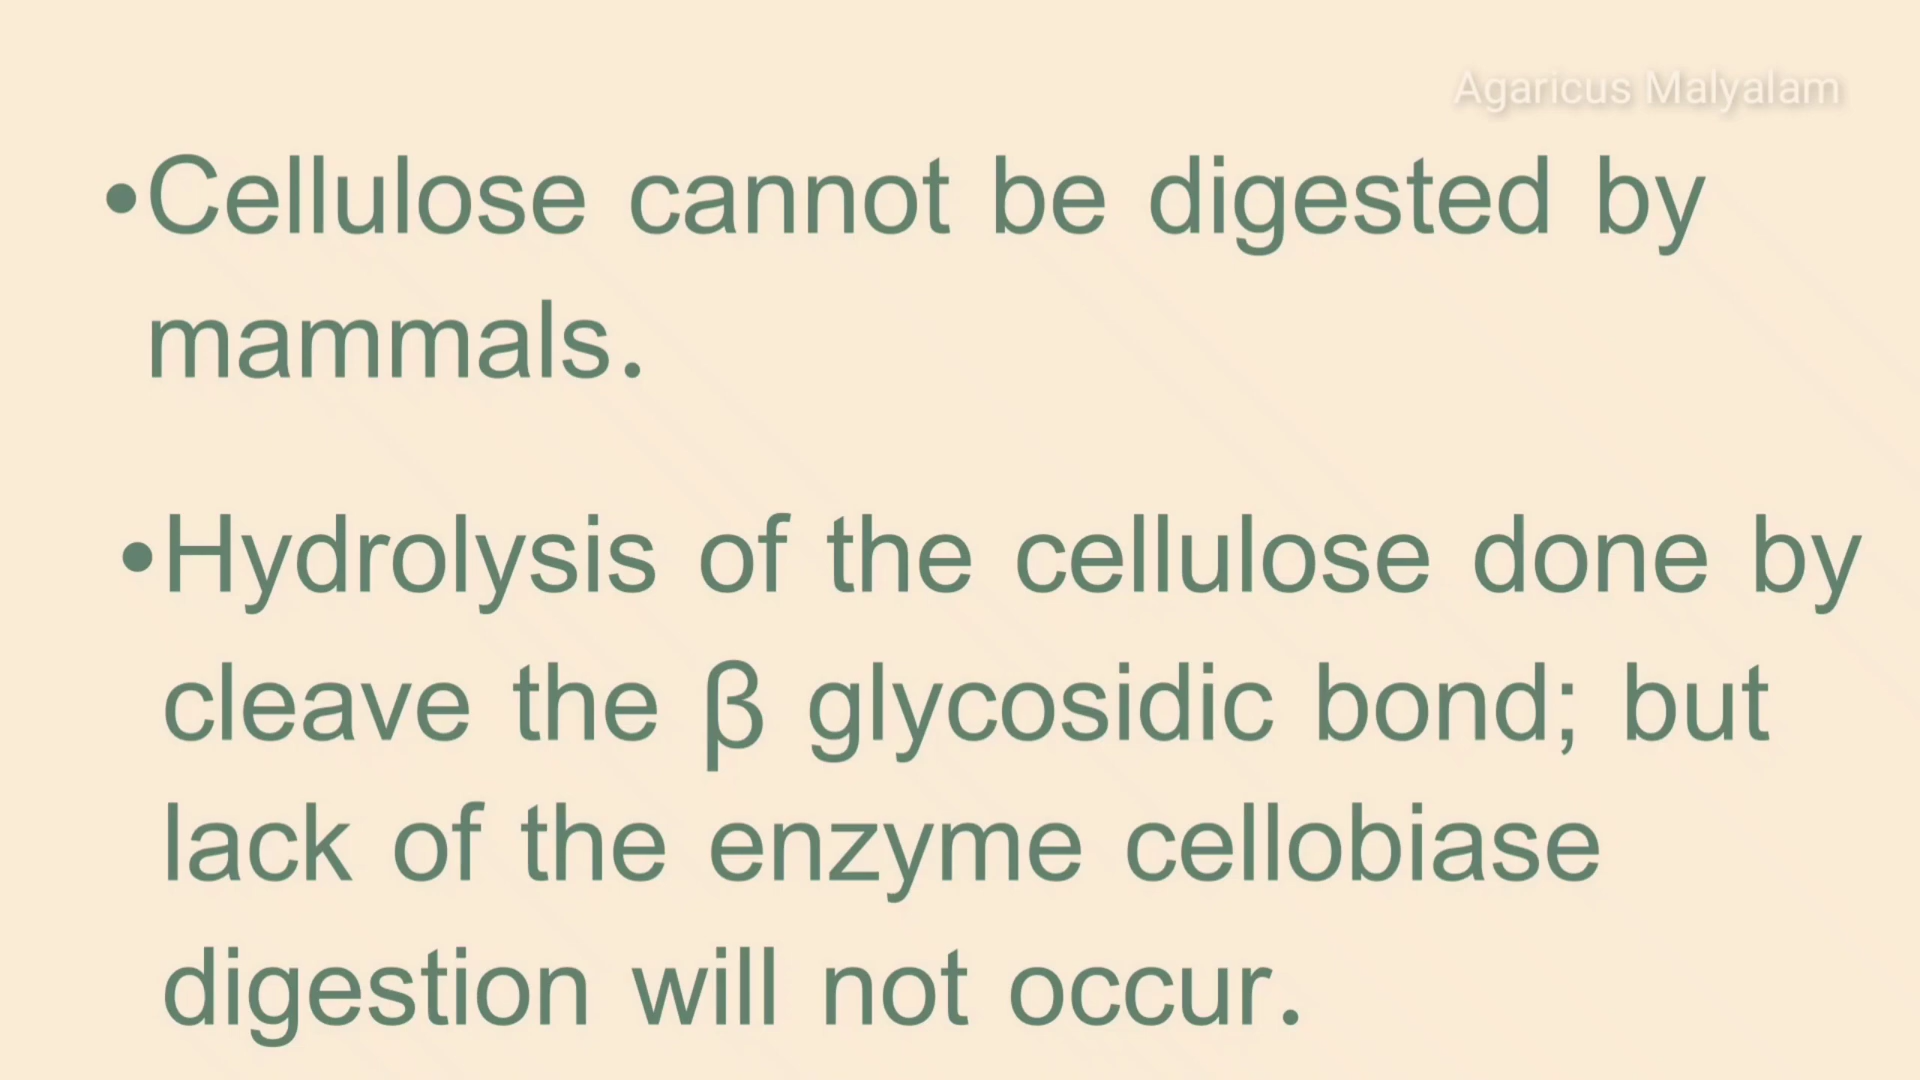 Agaricus Malyalam
•Cellulose cannot be digested by
mammals.
•Hydrolysis of the cellulose done by
cleave the β glycosidic bond; but
lack of the enzyme cellobiase
digestion will not occur.